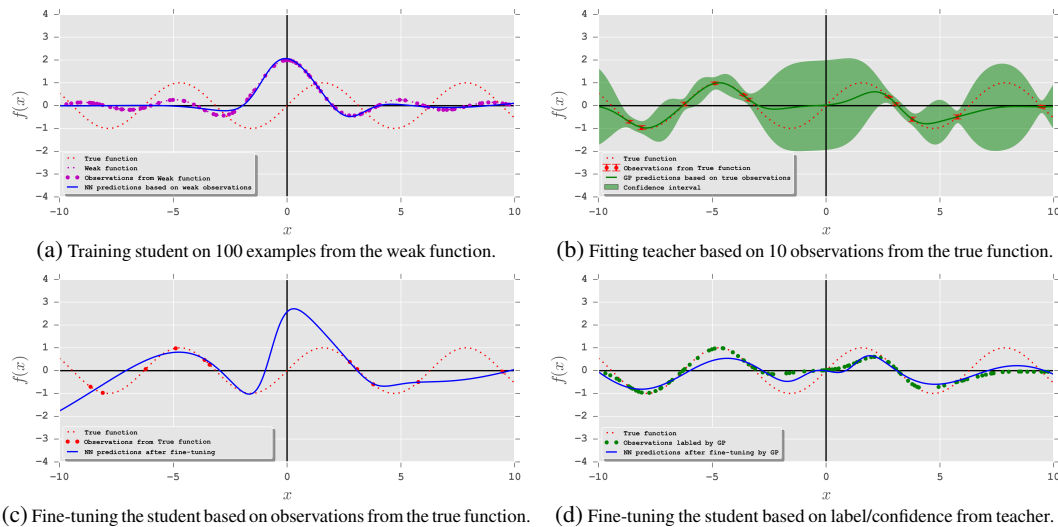 4
3
2
1
0
−1
−2
−3
−4
f(x)
True function
Weak function
Observations from Weak function
NN predictions based on weak observations
−10 −5 0 5 10
x
(a) Training student on 100 examples from the weak function.
4
3
2
1
0
−1
−2
−3
−4
f(x)
True function
Observations from True function
GP predictions based on true observations
Confidence interval
−10 −5 0 5 10
x
(b) Fitting teacher based on 10 observations from the true function.
4
3
2
1
0
−1
−2
−3
−4
f(x)
True function
Observations from True function
NN predictions after fine-tuning
−10 −5 0 5 10
x
(c) Fine-tuning the student based on observations from the true function.
4
3
2
1
0
−1
−2
−3
−4
f(x)
True function
Observations labled by GP
NN predictions after fine-tuning by GP
−10 −5 0 5 10
x
(d) Fine-tuning the student based on label/confidence from teacher.